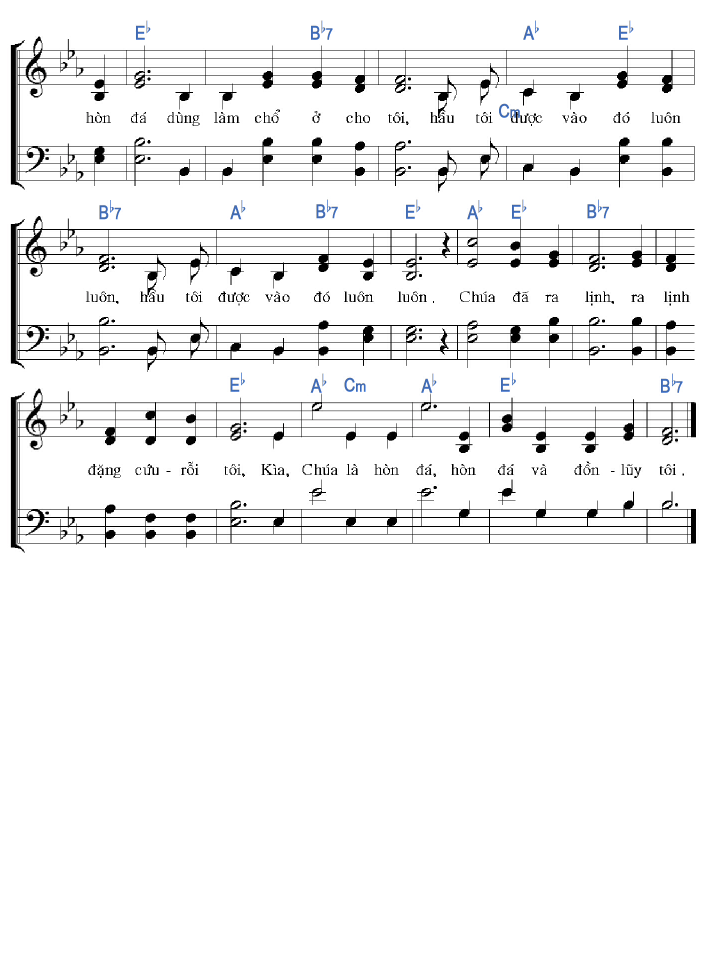 E♭ B♭7 A♭ E♭
hòn đá dùng làm chổ ở cho tôi, hầu tôi được vào đó luôn
Cm
B♭7 A♭ B♭7 E♭ A♭ E♭ B♭7
luôn, hầu tôi được vào đó luôn luôn . Chúa đã ra lịnh, ra lịnh
E♭ A♭ Cm A♭ E♭ B♭7
đặng cứu - rỗi tôi, Kìa, Chúa là hòn đá, hòn đá và đồn - lũy tôi .